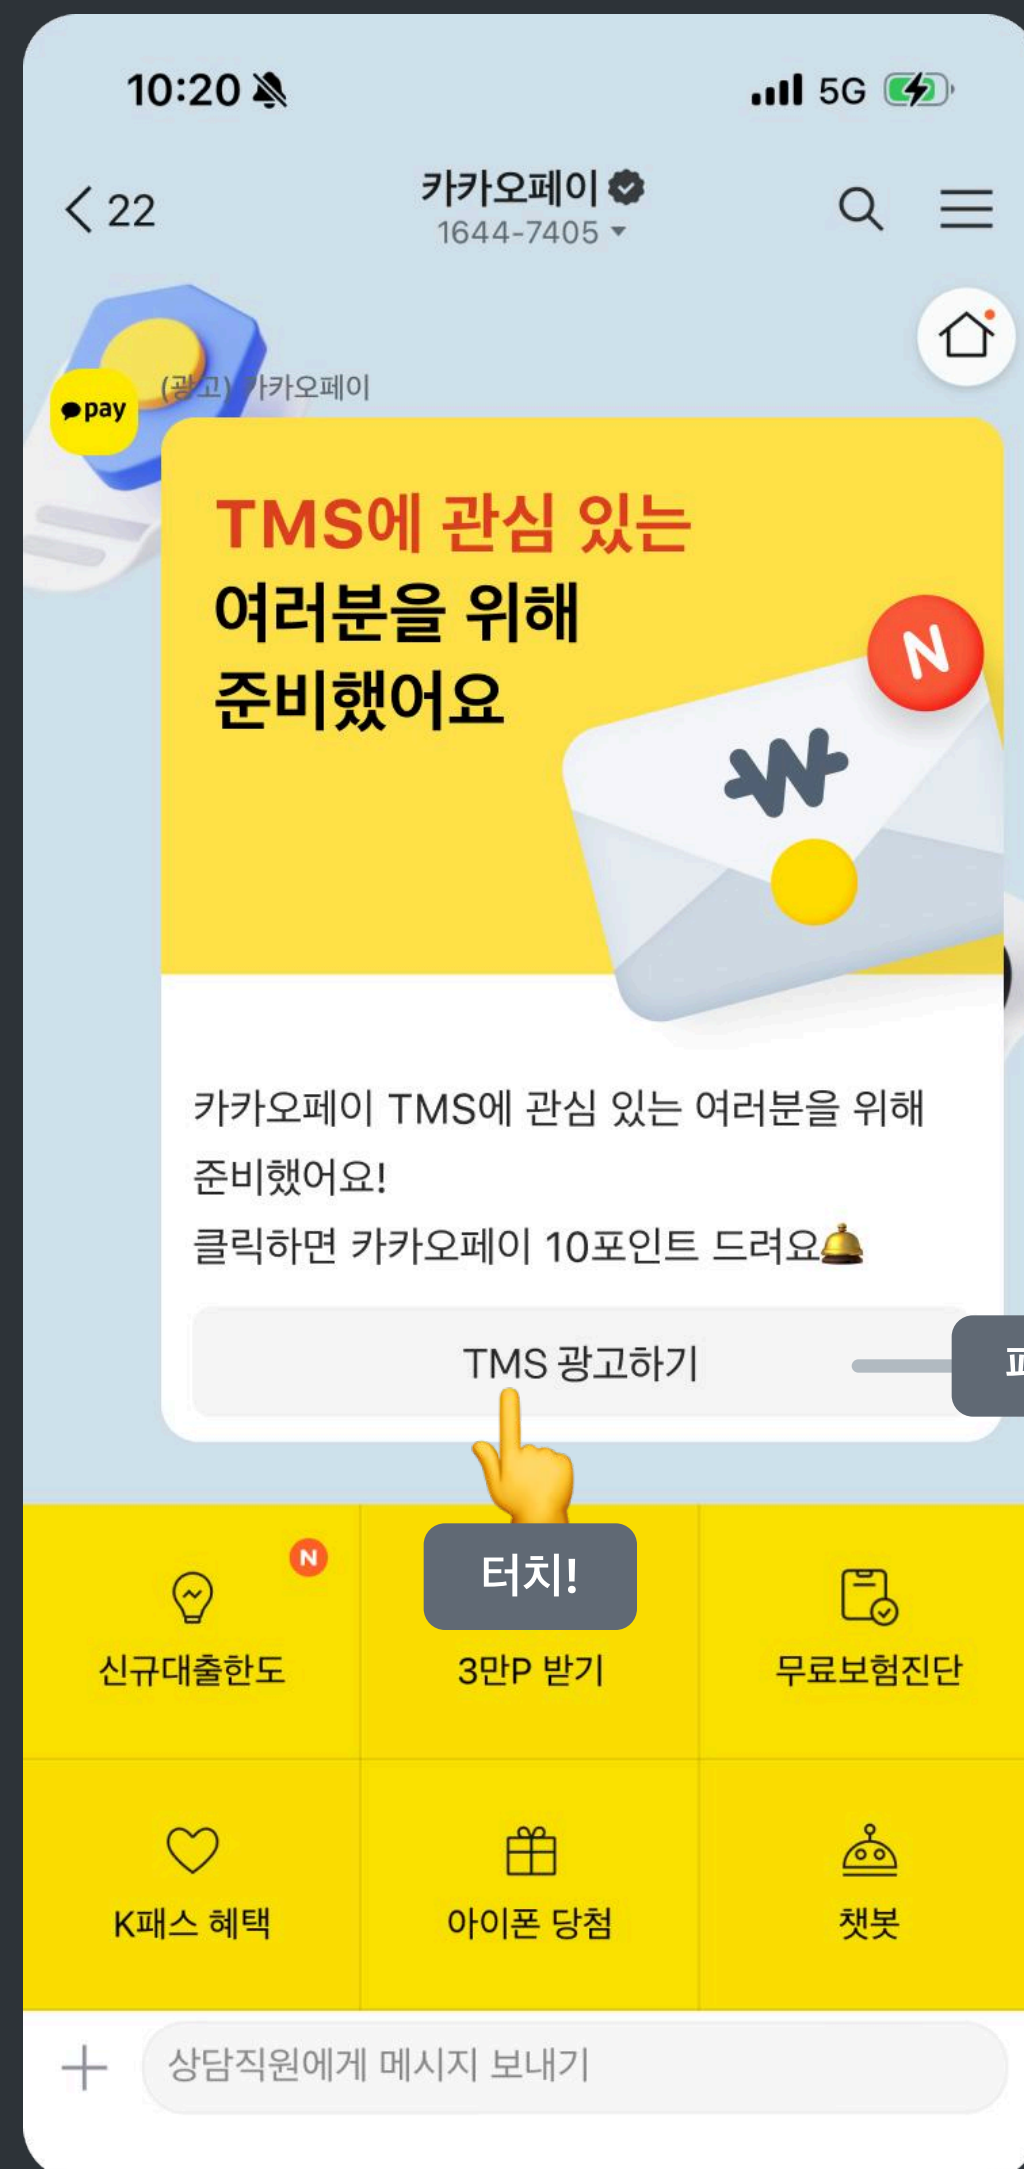 10:20
5G
22
카카오페이
1644-7405
(광고) 카카오페이
pay
TMS에 관심 있는
여러분을 위해
준비했어요
N
카카오페이 TMS에 관심 있는 여러분을 위해
준비했어요!
클릭하면 카카오페이 10포인트 드려요
TMS 광고하기
터치!
N
신규대출한도
3만P 받기
무료보험진단
K패스 혜택
아이폰 당첨
챗봇
상담직원에게 메시지 보내기